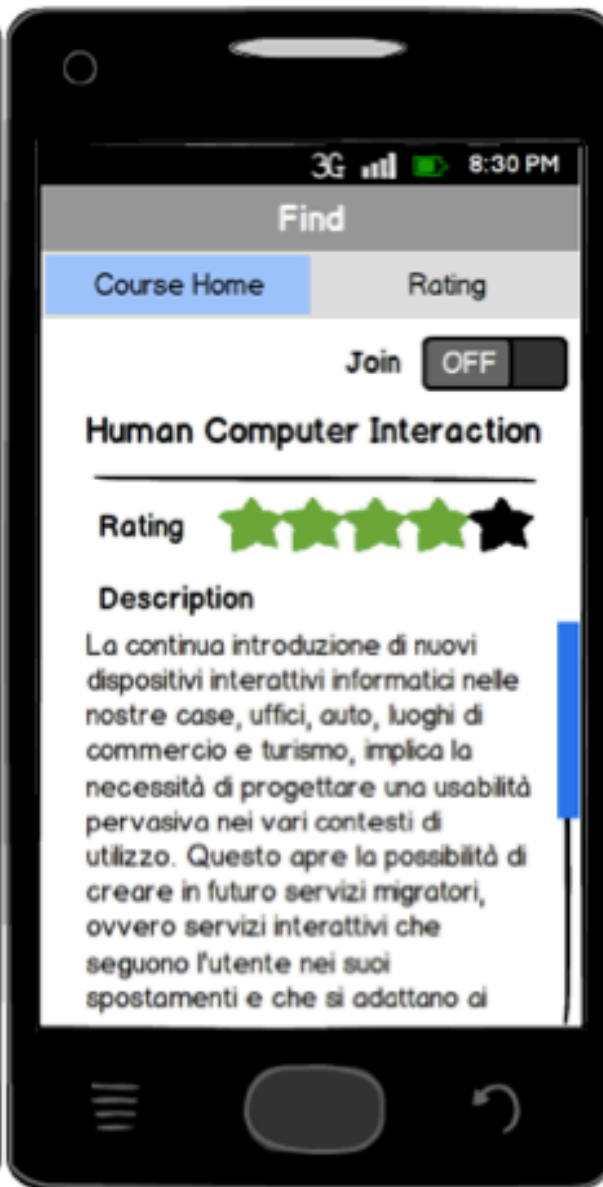 3G 8:30 PM
Find
Course Home Rating
Join OFF
Human Computer Interaction
Rating
Description
La continua introduzione di nuovi
dispositivi interattivi informatici nelle
nostre case, uffici, auto, luoghi di
commercio e turismo, implica la
necessità di progettare una usabilità
pervasiva nei vari contesti di
utilizzo. Questo apre la possibilità di
creare in futuro servizi migratori,
ovvero servizi interattivi che
seguono l'utente nei suoi
spostamenti e che si adattano ai